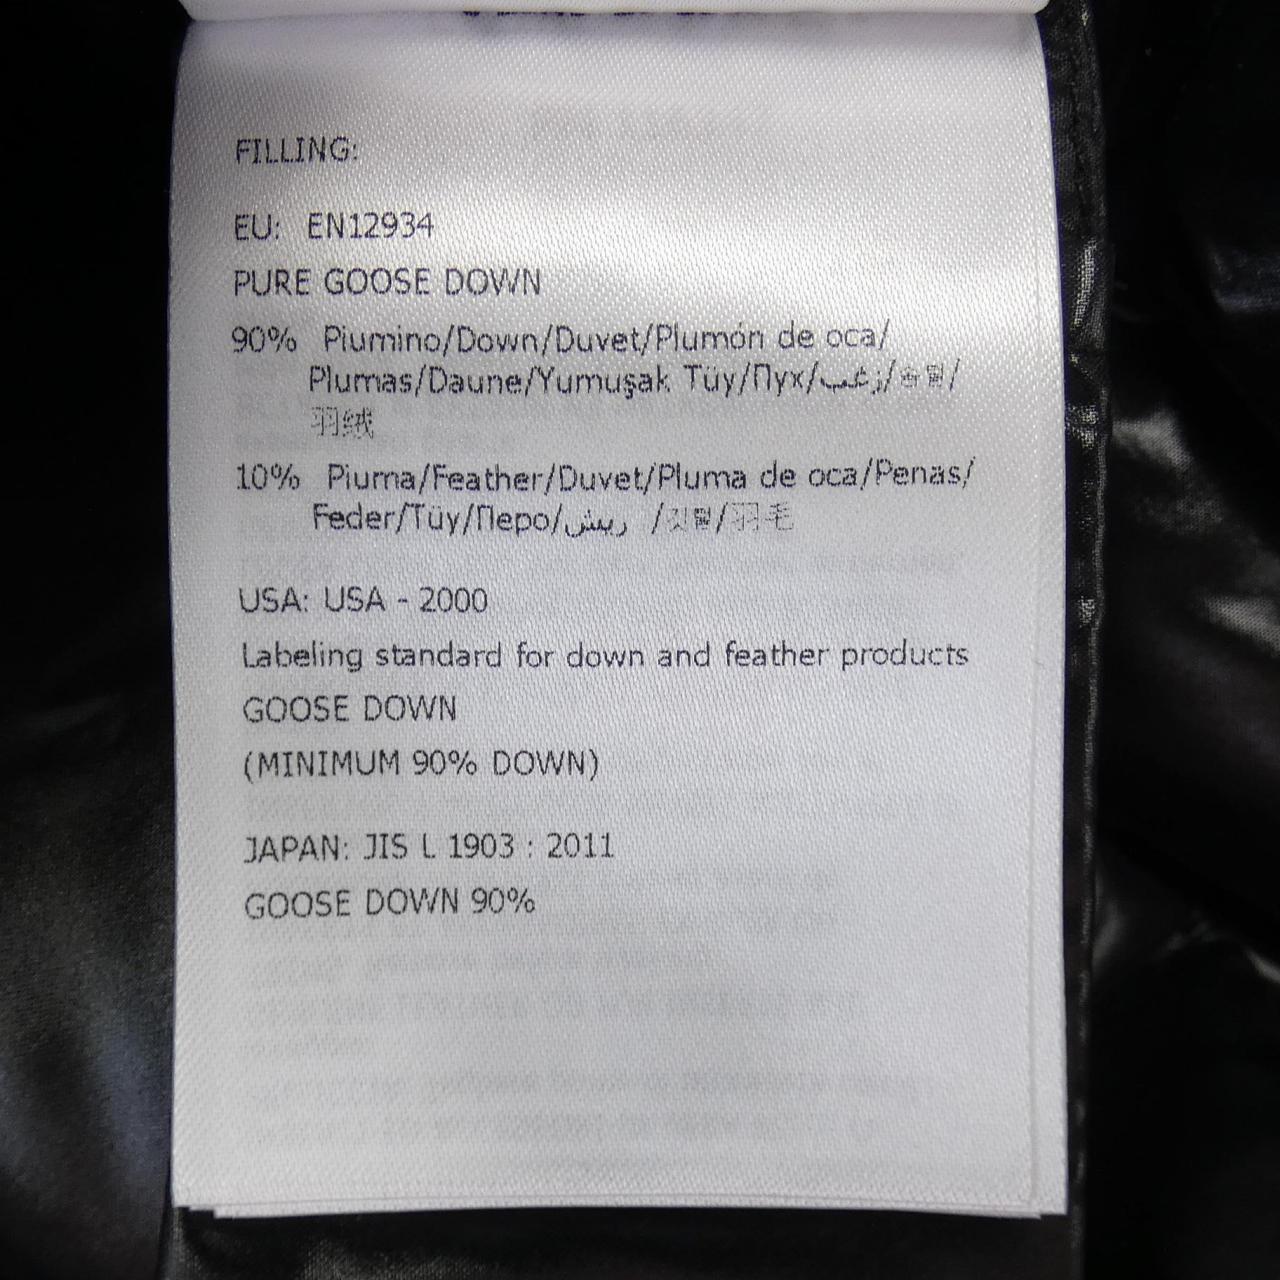 FILLING:
EU: EN12934
PURE GOOSE DOWN
90% Piumino/Down/Duvet/Plumón de oca/
Plumas/Daune/Yumuşak Tüy/Пух/زغب/솜털/
羽绒
10% Piuma/Feather/Duvet/Pluma de oca/Penas/
Feder/Tüy/Перо/ريش /깃털/羽毛
USA: USA - 2000
Labeling standard for down and feather products
GOOSE DOWN
(MINIMUM 90% DOWN)
JAPAN: JIS L 1903 : 2011
GOOSE DOWN 90%